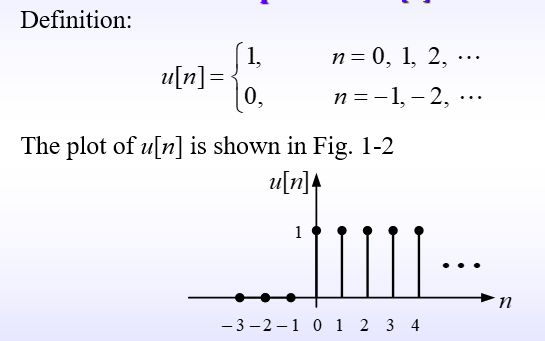 Definition:
u[n] = { 1, n = 0, 1, 2, ⋯
0, n = −1, −2, ⋯
The plot of u[n] is shown in Fig. 1-2
u[n]
1
n
−3 −2 −1 0 1 2 3 4